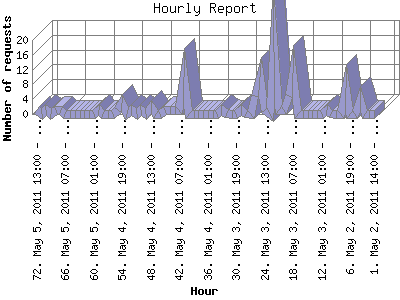 Hourly Report
Number of requests
20
16
12
8
4
0
72. May 5, 2011 13:00 - ...
66. May 5, 2011 07:00 - ...
60. May 5, 2011 01:00 - ...
54. May 4, 2011 19:00 - ...
48. May 4, 2011 13:00 - ...
42. May 4, 2011 07:00 - ...
36. May 4, 2011 01:00 - ...
30. May 3, 2011 19:00 - ...
24. May 3, 2011 13:00 - ...
18. May 3, 2011 07:00 - ...
12. May 3, 2011 01:00 - ...
6. May 2, 2011 19:00 - ...
1. May 2, 2011 14:00 - ...
Hour